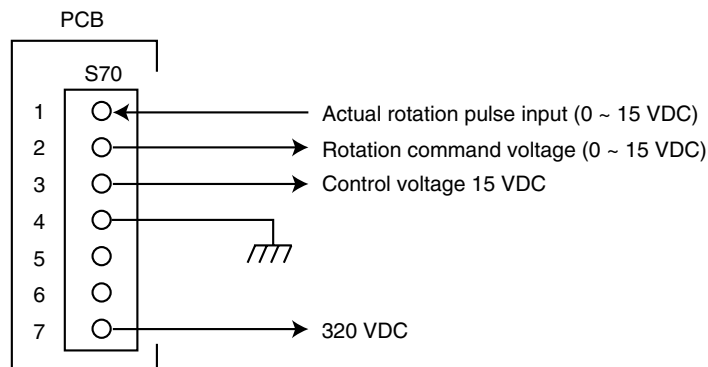 PCB
S70
1 Actual rotation pulse input (0 ~ 15 VDC)
2 Rotation command voltage (0 ~ 15 VDC)
3 Control voltage 15 VDC
4
5
6
7 320 VDC